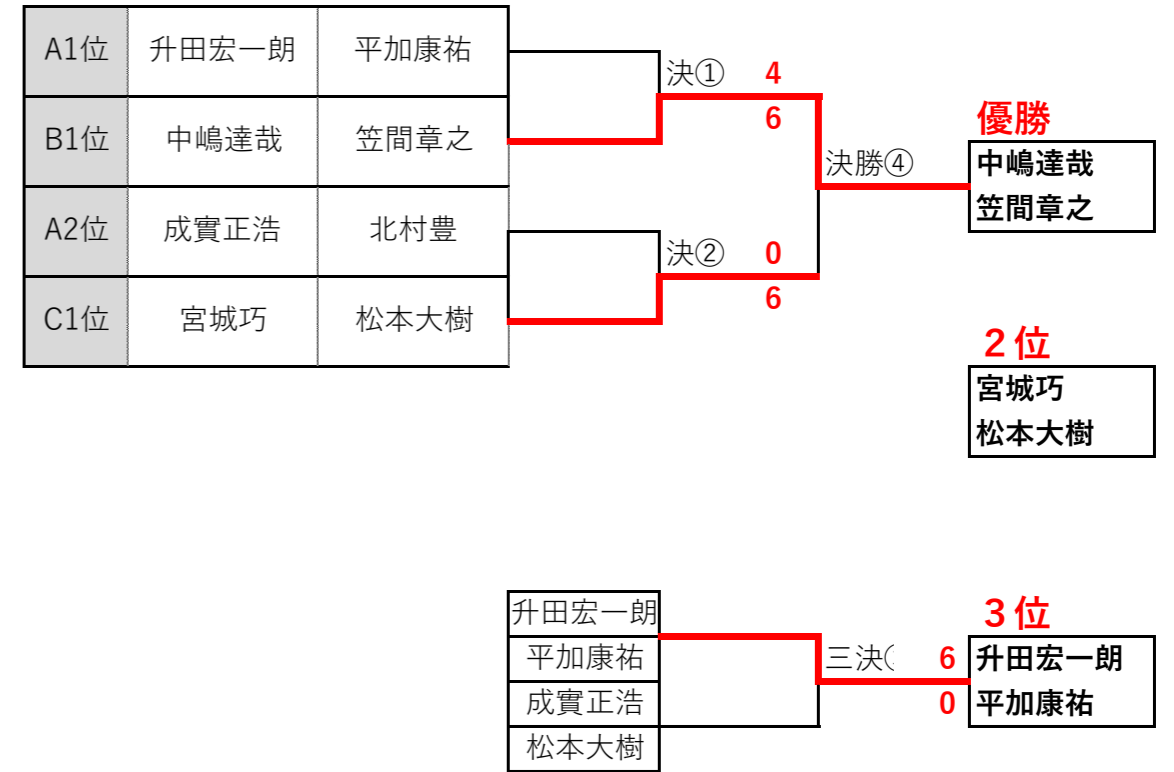 A1位 升田宏一朗 平加康祐
決① 4
B1位 中嶋達哉 笠間章之
6
優勝
決勝④
中嶋達哉
笠間章之
A2位 成實正浩 北村豊
決② 0
C1位 宮城巧 松本大樹
6
２位
宮城巧
松本大樹
升田宏一朗
３位
平加康祐
三決( 6
升田宏一朗
成實正浩
0
平加康祐
松本大樹